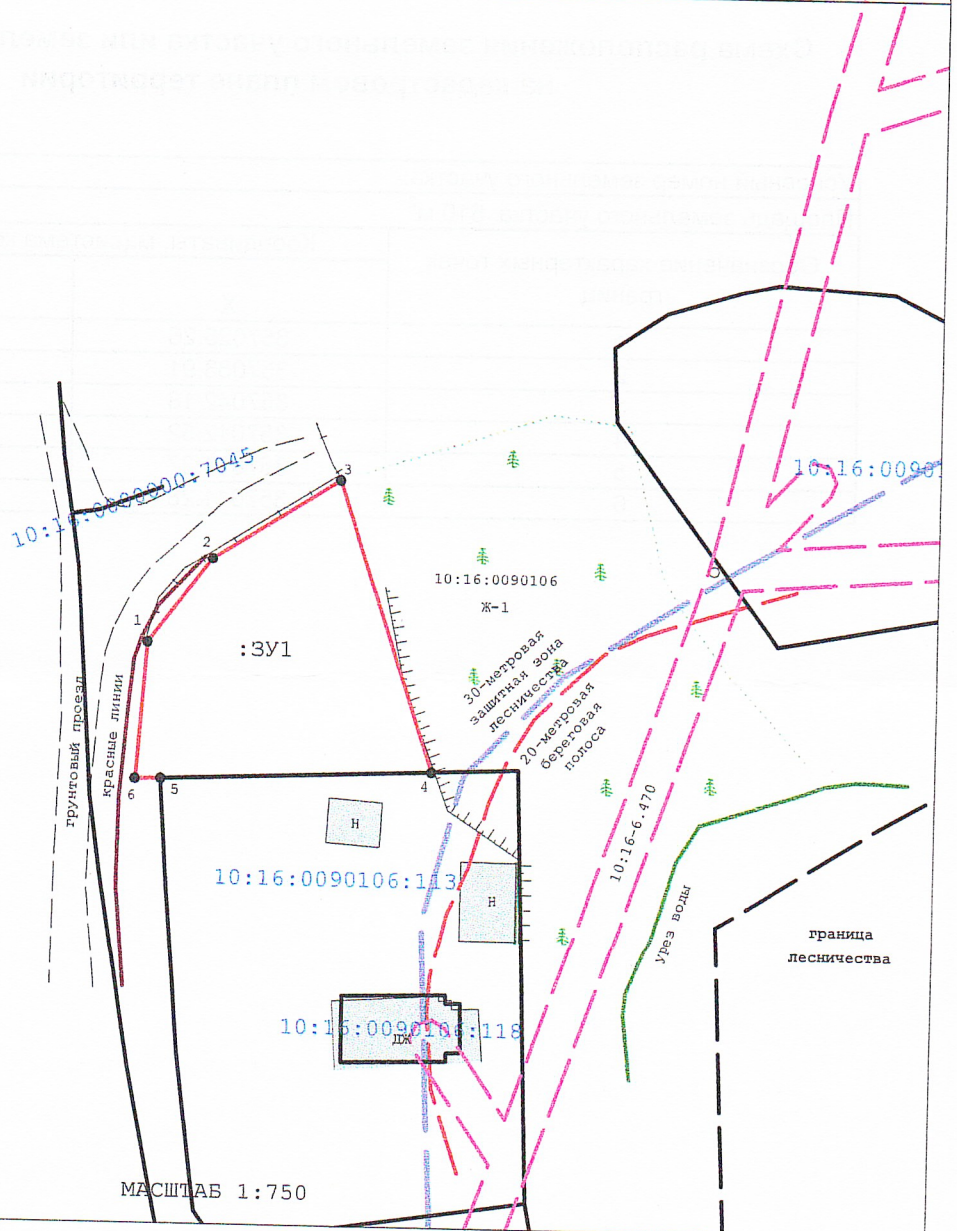 10:16:0000000:7045
10:16:0090
3
2
1
10:16:0090106
Ж-1
:ЗУ1
30-метровая
защитная зона
лесничества
20-метровая
береговая
полоса
грунтовый проезд
красные линии
6
5
4
Н
10:16:0090106:113
Н
10:16-6.470
урез воды
граница
лесничества
10:16:0090106:118
ДЖ
МАСШТАБ 1:750